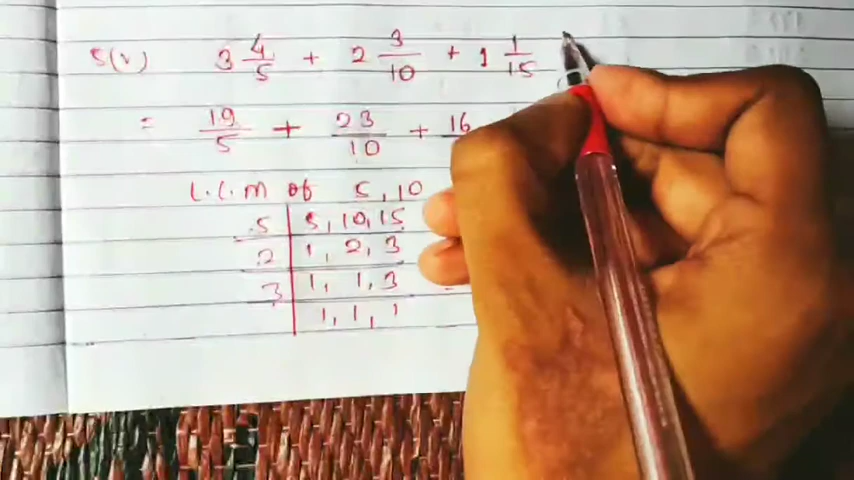 5(v) 3 4/5 + 2 3/10 + 1 1/15
= 19/5 + 23/10 + 16
L.C.M of 5, 10
5 | 5, 10, 15
2 | 1, 2, 3
3 | 1, 1, 3
1, 1, 1